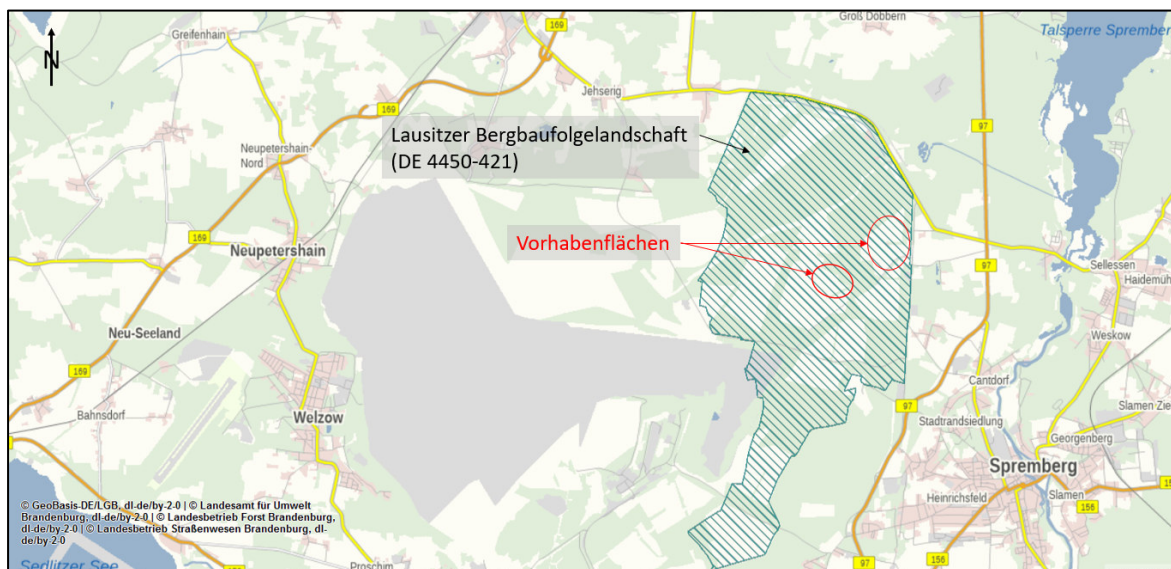 Groß Döbbern
Talsperre Spremberg
Greifenhain
169
N
Jehserig
169
97
Neupetershain-
Nord
Lausitzer Bergbaufolgelandschaft
(DE 4450-421)
169
Neupetershain
Vorhabenflächen
97
Sellessen
Haidemüh
Neu-Seeland
Weskow
169
Cantdorf
Bahnsdorf
Welzow
97
Stadtrandsiedlung
Slamen Zie
Georgenberg
Spremberg
Heinrichsfeld
Slamen
156
© GeoBasis-DE/LGB, dl-de/by-2-0 | © Landesamt für Umwelt
Brandenburg, dl-de/by-2-0 | © Landesbetrieb Forst Brandenburg,
dl-de/by-2-0 | © Landesbetrieb Straßenwesen Brandenburg, dl-
de/by-2-0
97
156
Sedlitzer See
Proschim